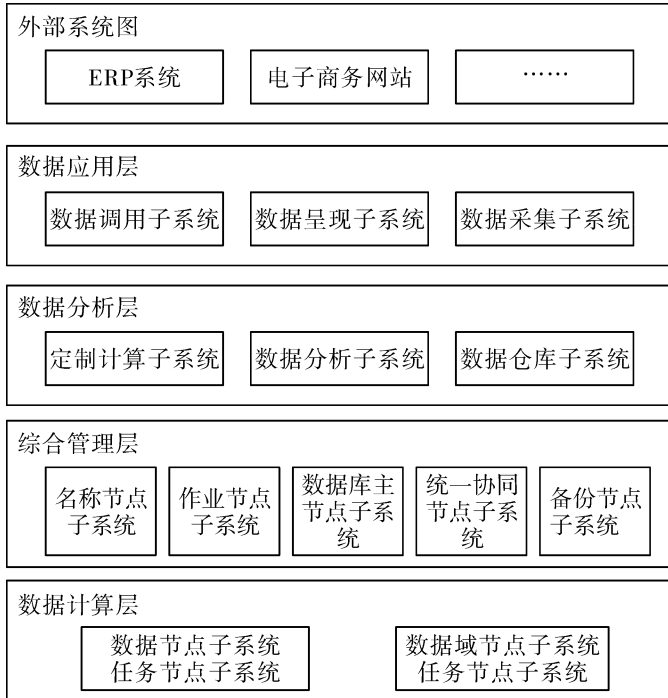 外部系统图
ERP系统 电子商务网站 ……
数据应用层
数据调用子系统 数据呈现子系统 数据采集子系统
数据分析层
定制计算子系统 数据分析子系统 数据仓库子系统
综合管理层
名称节点
子系统
作业节点
子系统
数据库主
节点子系
统
统一协同
节点子系
统
备份节点
子系统
数据计算层
数据节点子系统
任务节点子系统
数据域节点子系统
任务节点子系统